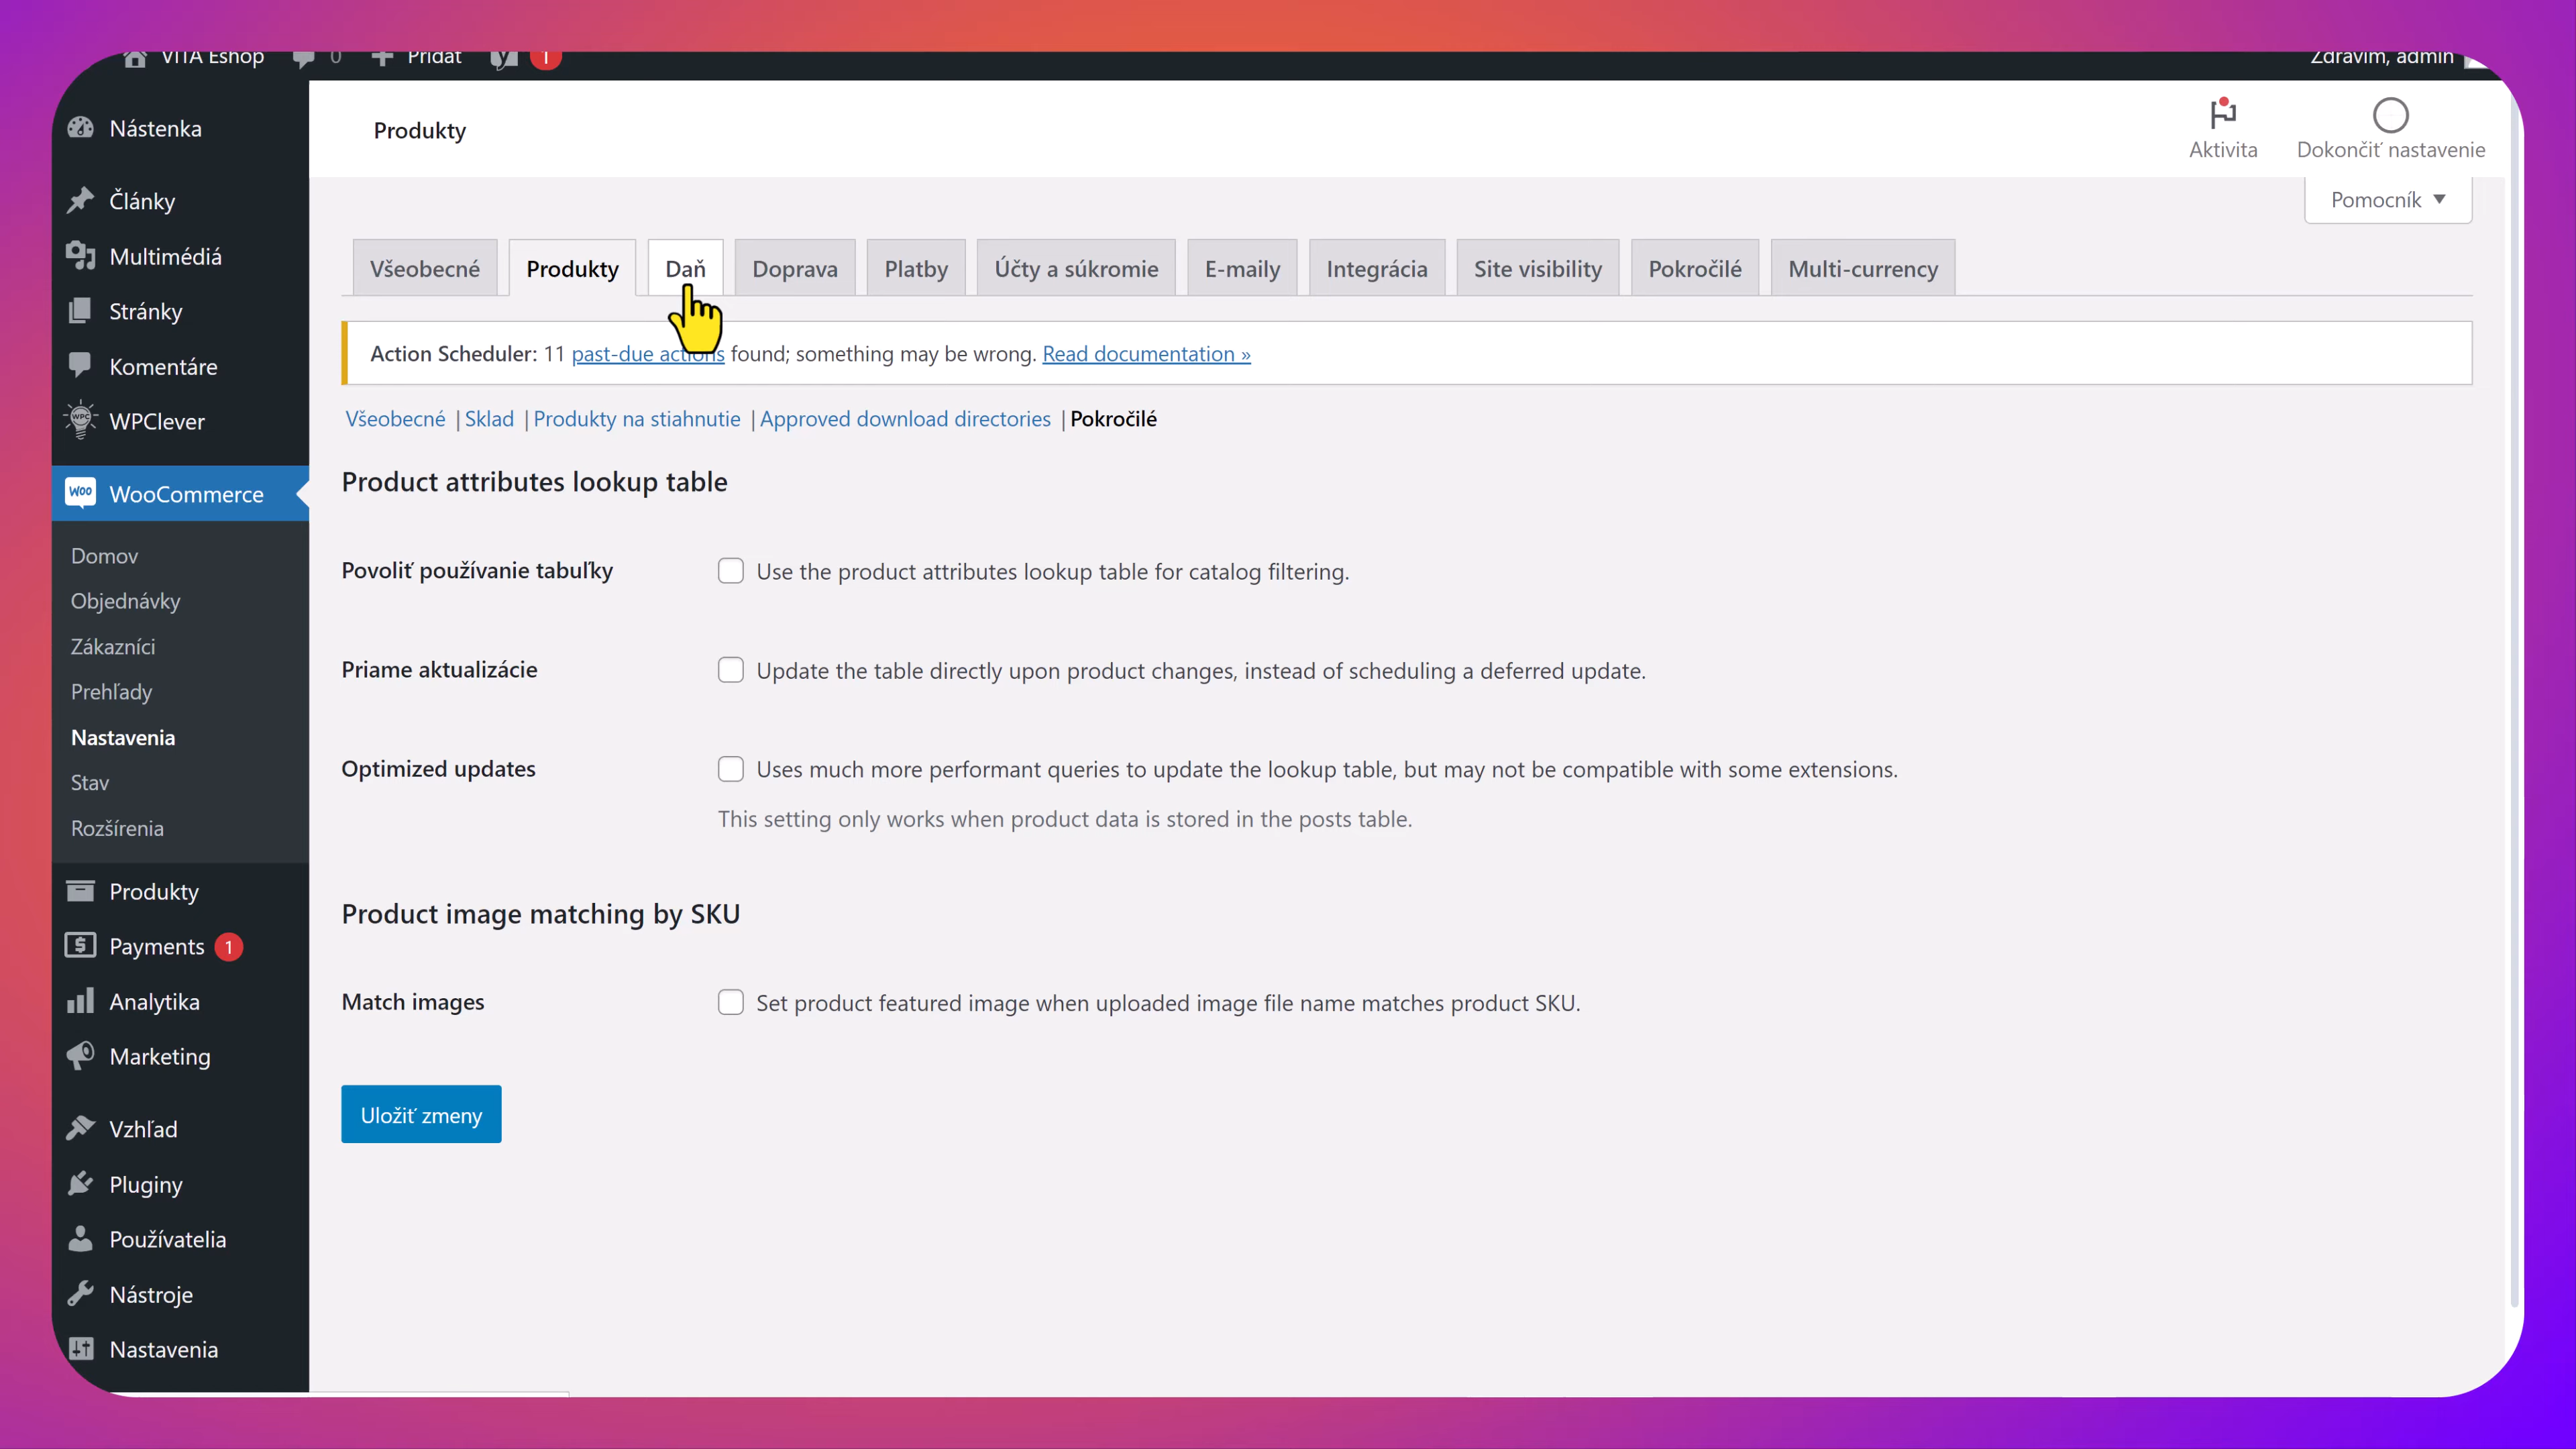 VITA Eshop 0 Pridať 1 Zdravím, admin
Nástenka
Články
Multimédiá
Stránky
Komentáre
WPClever
WooCommerce
Domov
Objednávky
Zákazníci
Prehľady
Nastavenia
Stav
Rozšírenia
Produkty
Payments 1
Analytika
Marketing
Vzhľad
Pluginy
Používatelia
Nástroje
Nastavenia
Produkty
Aktivita
Dokončiť nastavenie
Pomocník
Všeobecné Produkty Daň Doprava Platby Účty a súkromie E-maily Integrácia Site visibility Pokročilé Multi-currency
Action Scheduler: 11 past-due actions found; something may be wrong. Read documentation »
Všeobecné | Sklad | Produkty na stiahnutie | Approved download directories | Pokročilé
Product attributes lookup table
Povoliť používanie tabuľky Use the product attributes lookup table for catalog filtering.
Priame aktualizácie Update the table directly upon product changes, instead of scheduling a deferred update.
Optimized updates Uses much more performant queries to update the lookup table, but may not be compatible with some extensions.
This setting only works when product data is stored in the posts table.
Product image matching by SKU
Match images Set product featured image when uploaded image file name matches product SKU.
Uložiť zmeny